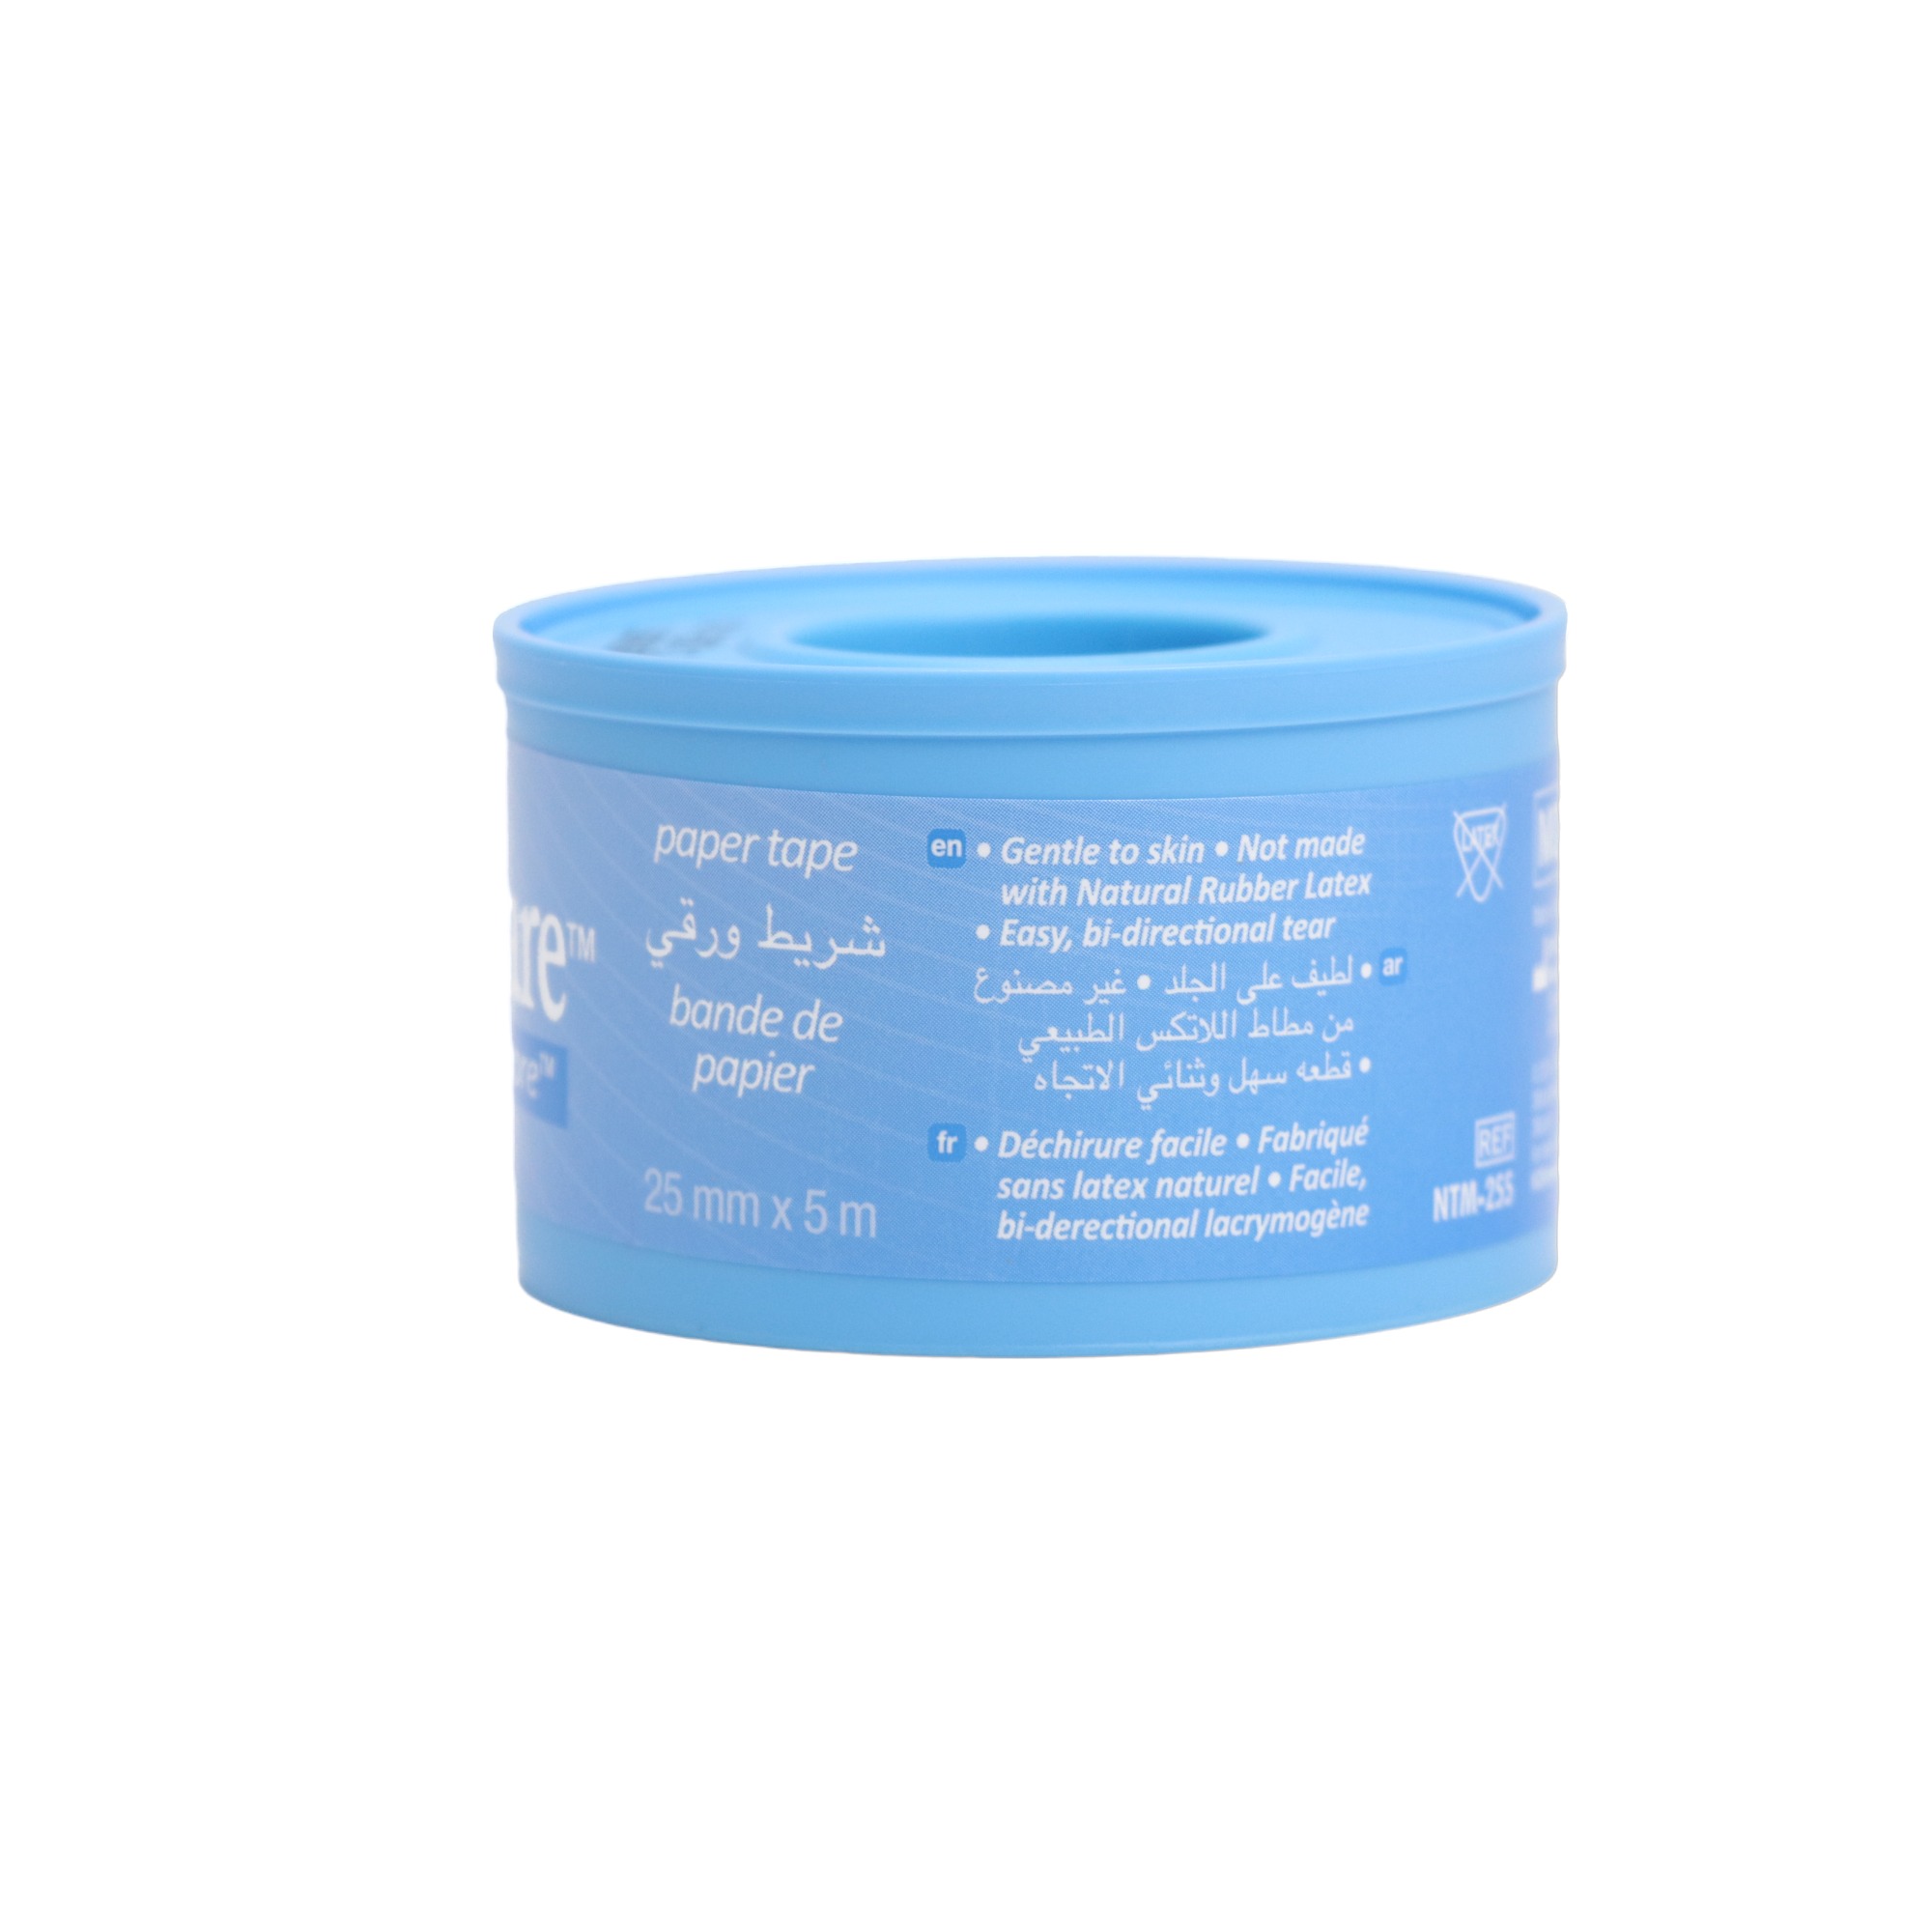 paper tape
شريط ورقي
bande de
papier
25 mm x 5 m
en • Gentle to skin • Not made
with Natural Rubber Latex
• Easy, bi-directional tear
ar • لطيف على الجلد • غير مصنوع
من مطاط اللاتكس الطبيعي
• قطعه سهل وثنائي الاتجاه
fr • Déchirure facile • Fabriqué
sans latex naturel • Facile,
bi-derectional lacrymogène
LATEX
REF
NTM-255